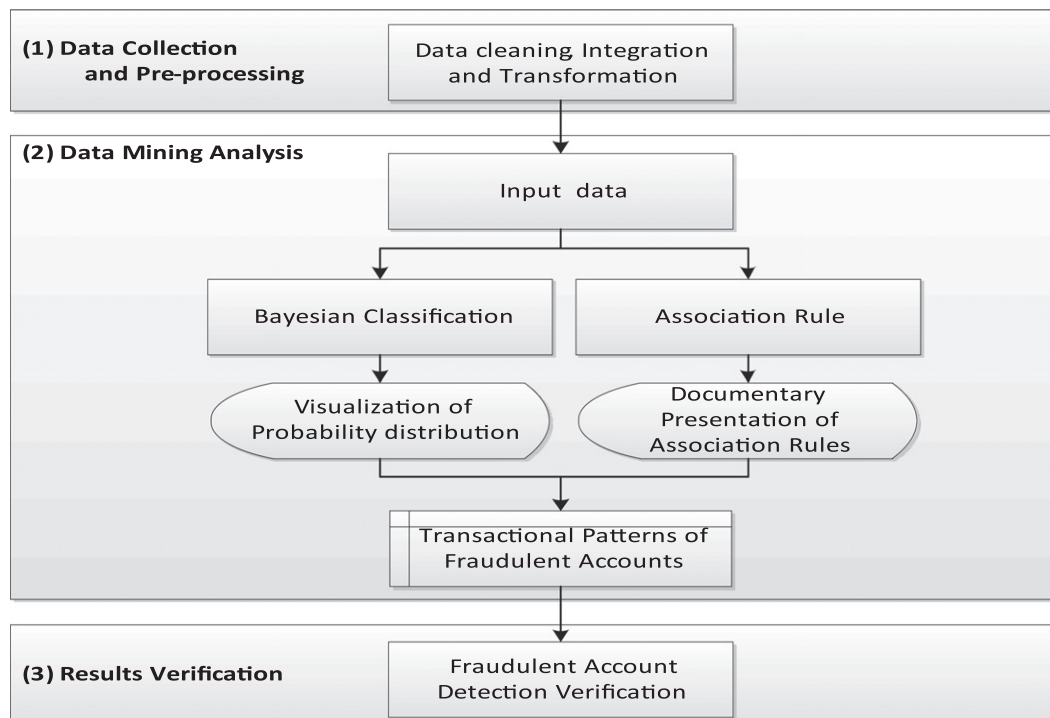 (1) Data Collection
and Pre-processing
Data cleaning, Integration
and Transformation
(2) Data Mining Analysis
Input data
Bayesian Classification
Association Rule
Visualization of
Probability distribution
Documentary
Presentation of
Association Rules
Transactional Patterns of
Fraudulent Accounts
(3) Results Verification
Fraudulent Account
Detection Verification